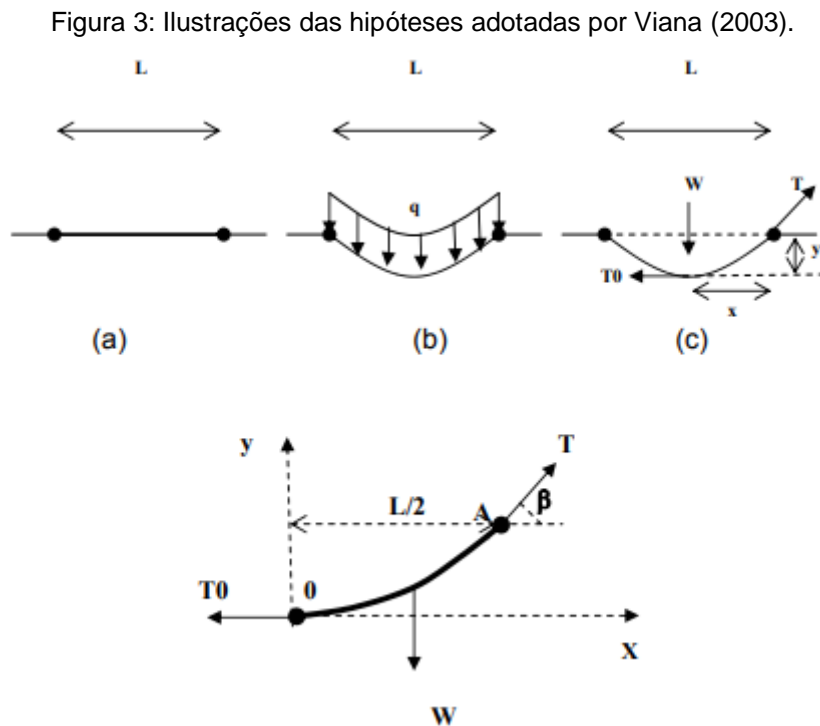 Figura 3: Ilustrações das hipóteses adotadas por Viana (2003).
L L L
q W T
T0 y
x
(a) (b) (c)
y T
L/2 A β
T0 0
X
W